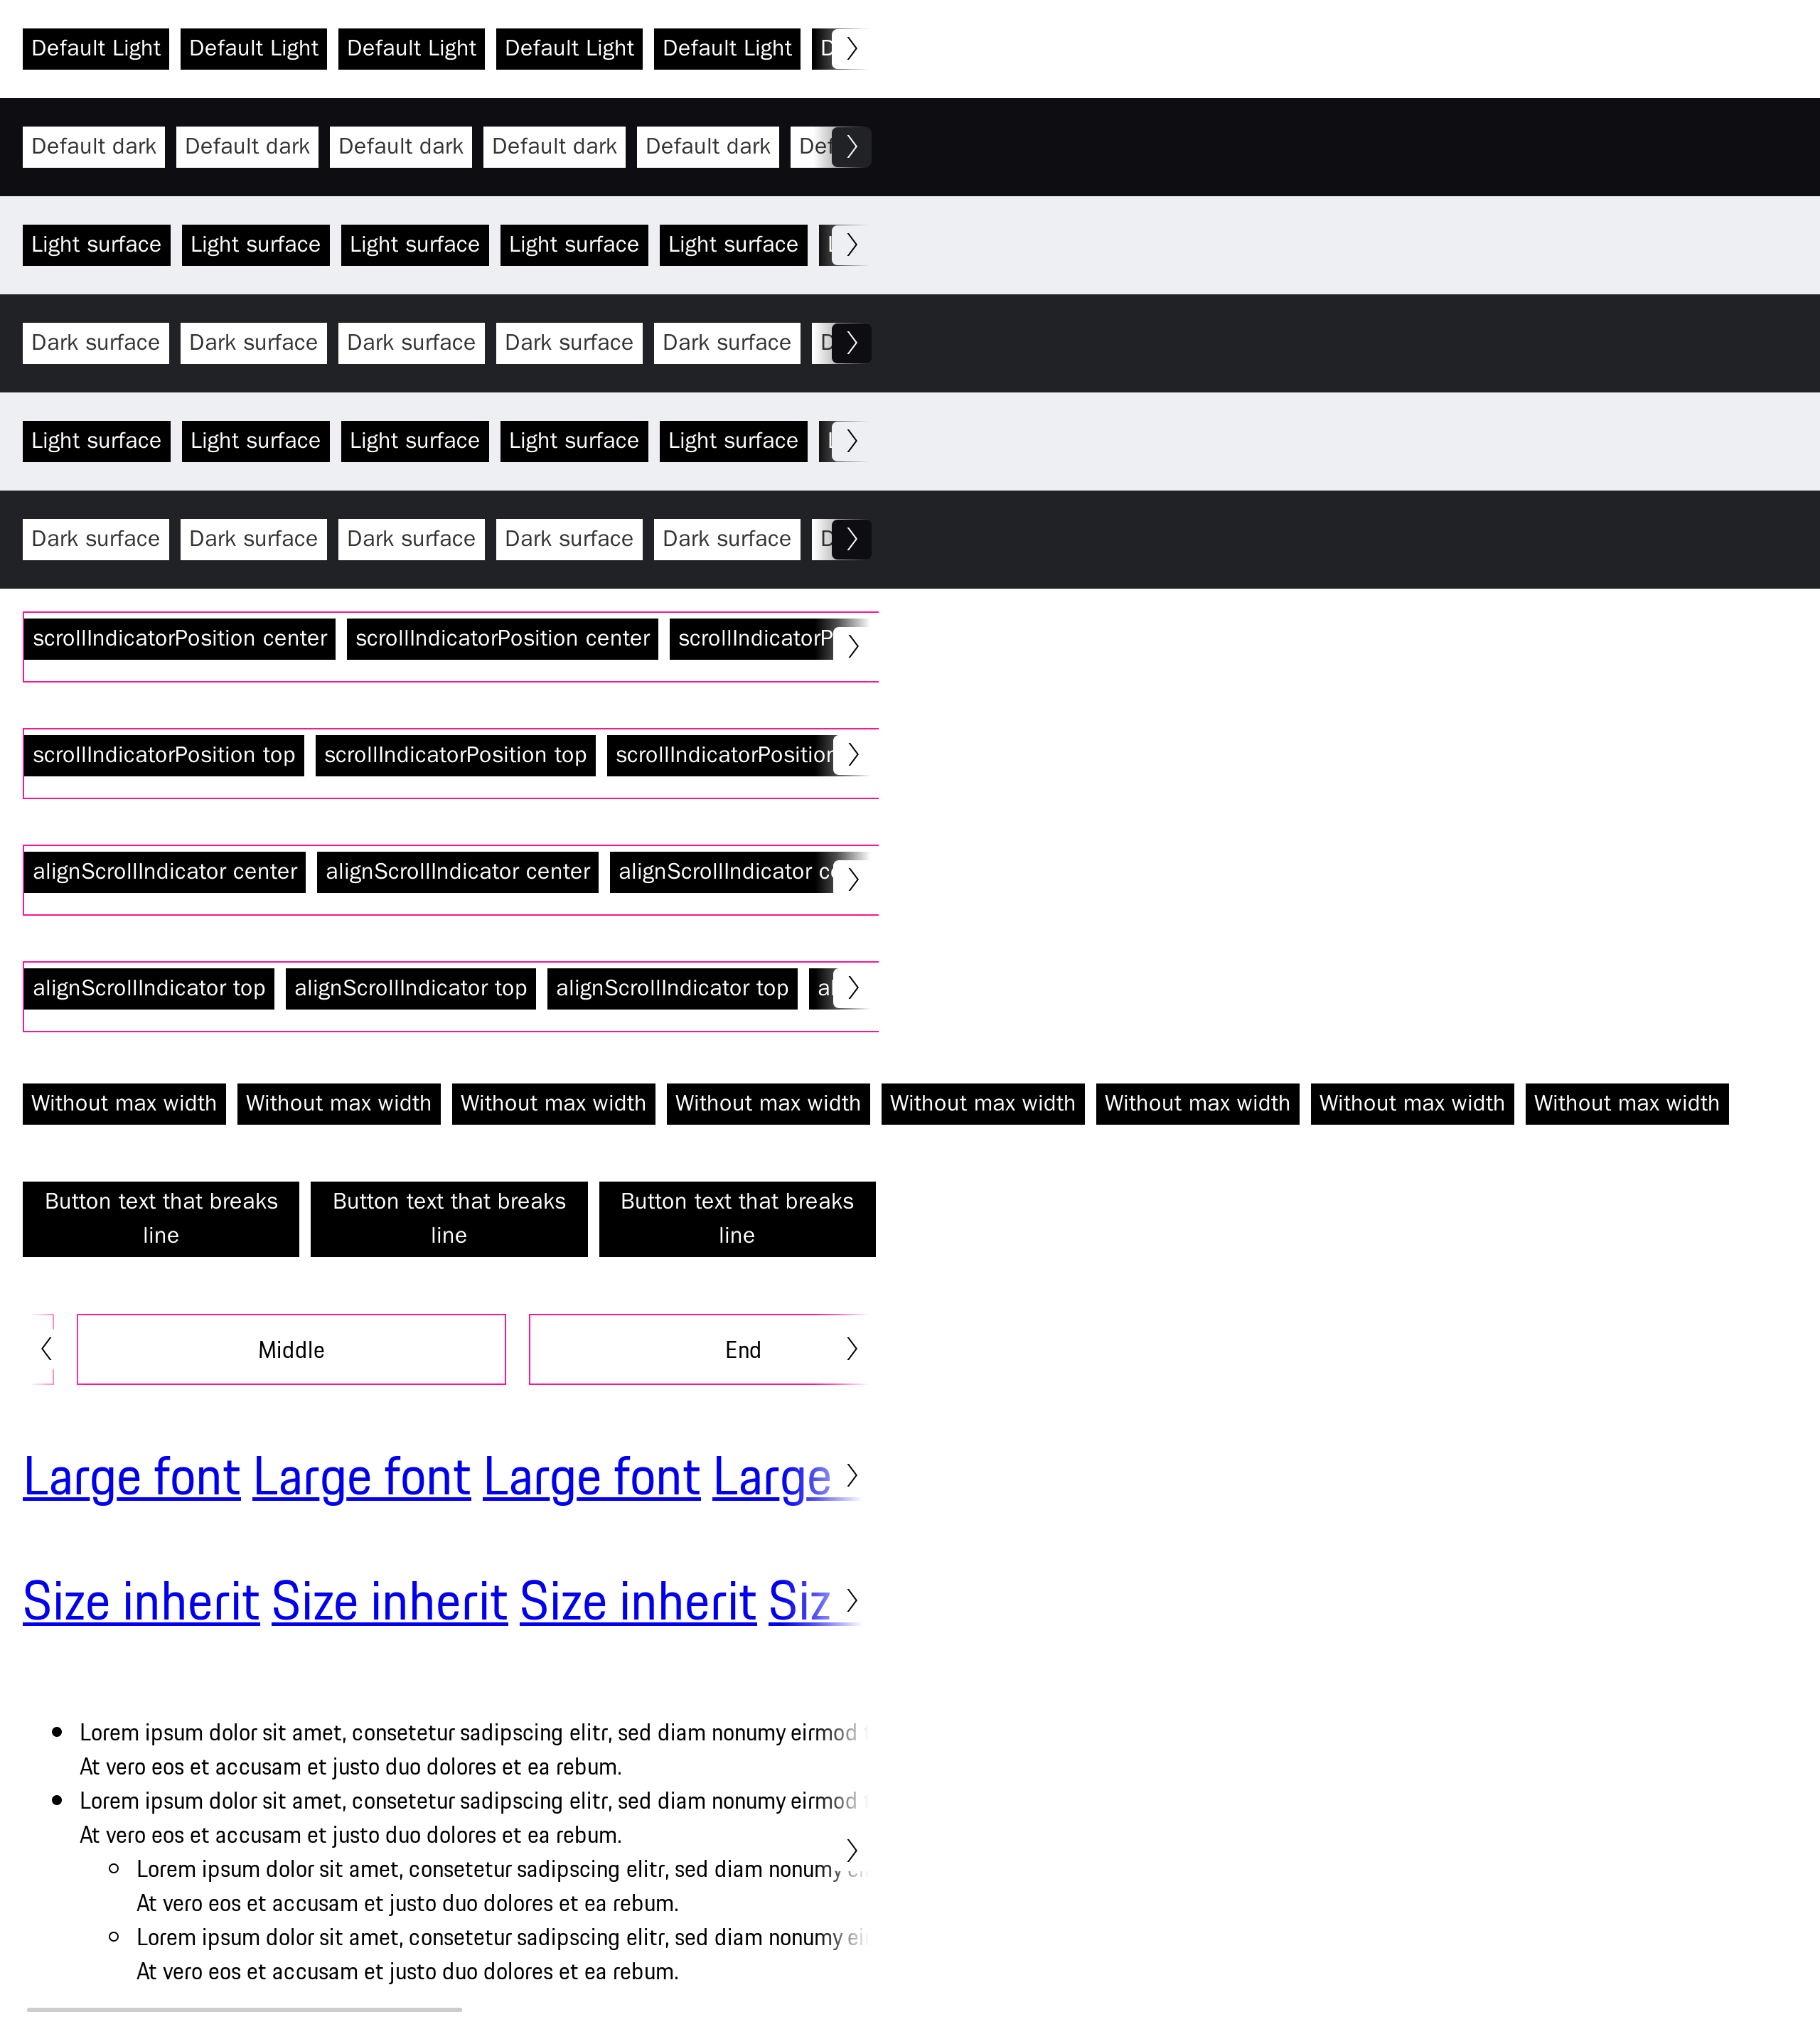 Default Light Default Light Default Light Default Light Default Light
Default dark Default dark Default dark Default dark Default dark Def
Light surface Light surface Light surface Light surface Light surface
Dark surface Dark surface Dark surface Dark surface Dark surface
Light surface Light surface Light surface Light surface Light surface
Dark surface Dark surface Dark surface Dark surface Dark surface
scrollIndicatorPosition center scrollIndicatorPosition center scrollIndicatorP
scrollIndicatorPosition top scrollIndicatorPosition top scrollIndicatorPosition
alignScrollIndicator center alignScrollIndicator center alignScrollIndicator ce
alignScrollIndicator top alignScrollIndicator top alignScrollIndicator top al
Without max width Without max width Without max width Without max width Without max width Without max width Without max width Without max width
Button text that breaks line Button text that breaks line Button text that breaks line
Middle End
Large font Large font Large font Large
Size inherit Size inherit Size inherit Siz
Lorem ipsum dolor sit amet, consetetur sadipscing elitr, sed diam nonumy eirmod
At vero eos et accusam et justo duo dolores et ea rebum.
Lorem ipsum dolor sit amet, consetetur sadipscing elitr, sed diam nonumy eirmod
At vero eos et accusam et justo duo dolores et ea rebum.
Lorem ipsum dolor sit amet, consetetur sadipscing elitr, sed diam nonumy
At vero eos et accusam et justo duo dolores et ea rebum.
Lorem ipsum dolor sit amet, consetetur sadipscing elitr, sed diam nonumy ei
At vero eos et accusam et justo duo dolores et ea rebum.